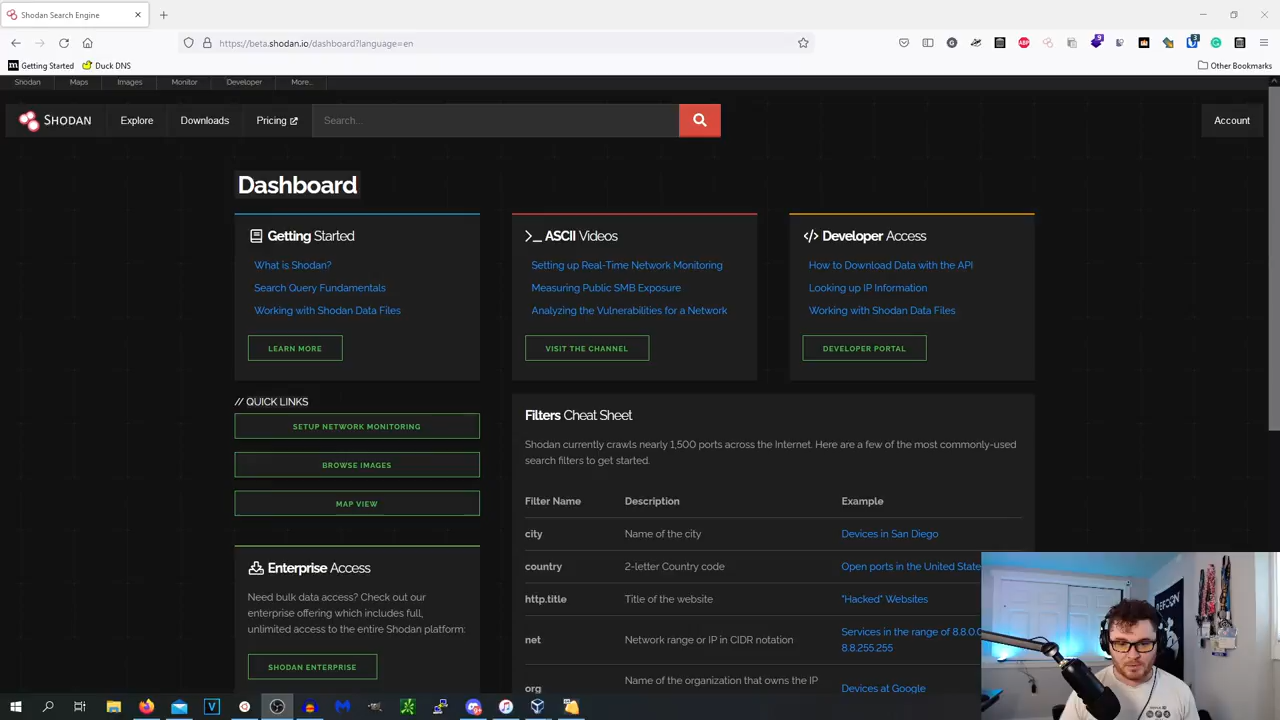 Shodan Search Engine
https://beta.shodan.io/dashboard?language=en
Getting Started
Duck DNS
Other Bookmarks
Shodan
Maps
Images
Monitor
Developer
More...
SHODAN
Explore
Downloads
Pricing
Search...
Account
Dashboard
Getting Started
What is Shodan?
Search Query Fundamentals
Working with Shodan Data Files
LEARN MORE
>_ ASCII Videos
Setting up Real-Time Network Monitoring
Measuring Public SMB Exposure
Analyzing the Vulnerabilities for a Network
VISIT THE CHANNEL
</> Developer Access
How to Download Data with the API
Looking up IP Information
Working with Shodan Data Files
DEVELOPER PORTAL
// QUICK LINKS
SETUP NETWORK MONITORING
BROWSE IMAGES
MAP VIEW
Enterprise Access
Need bulk data access? Check out our
enterprise offering which includes full,
unlimited access to the entire Shodan platform:
SHODAN ENTERPRISE
Filters Cheat Sheet
Shodan currently crawls nearly 1,500 ports across the Internet. Here are a few of the most commonly-used
search filters to get started.
Filter Name Description Example
city Name of the city Devices in San Diego
country 2-letter Country code Open ports in the United State
http.title Title of the website "Hacked" Websites
net Network range or IP in CIDR notation Services in the range of 8.8.0.0
8.8.255.255
org Name of the organization that owns the IP Devices at Google